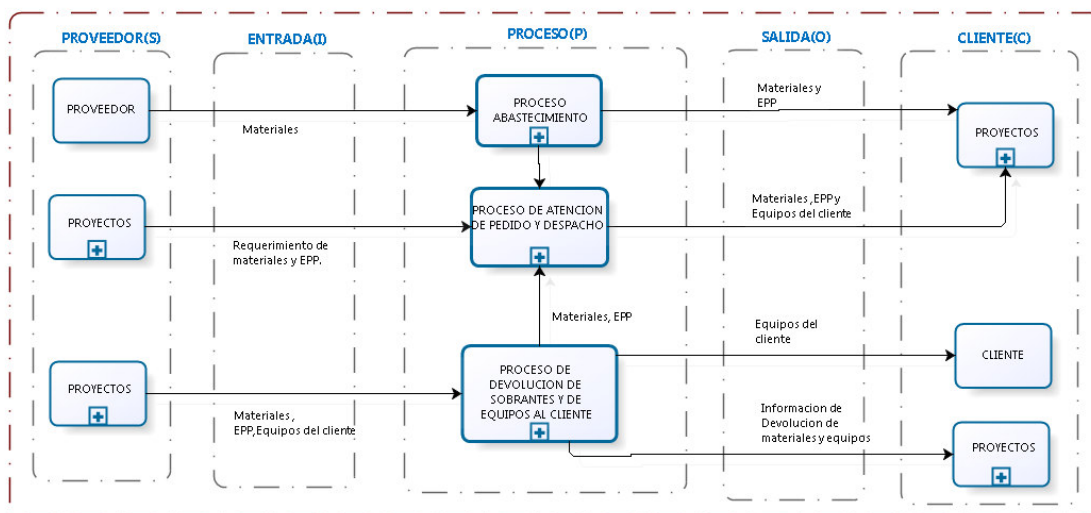 PROVEEDOR(S)
ENTRADA(I)
PROCESO(P)
SALIDA(O)
CLIENTE(C)
PROVEEDOR
Materiales
PROCESO
ABASTECIMIENTO
Materiales y
EPP
PROYECTOS
PROYECTOS
Requerimiento de
materiales y EPP.
PROCESO DE ATENCION
DE PEDIDO Y DESPACHO
Materiales ,EPP y
Equipos del cliente
Materiales, EPP
PROYECTOS
Materiales ,
EPP,Equipos del cliente
PROCESO DE
DEVOLUCION DE
SOBRANTES Y DE
EQUIPOS AL CLIENTE
Equipos del
cliente
CLIENTE
Informacion de
Devolucion de
materiales y equipos
PROYECTOS